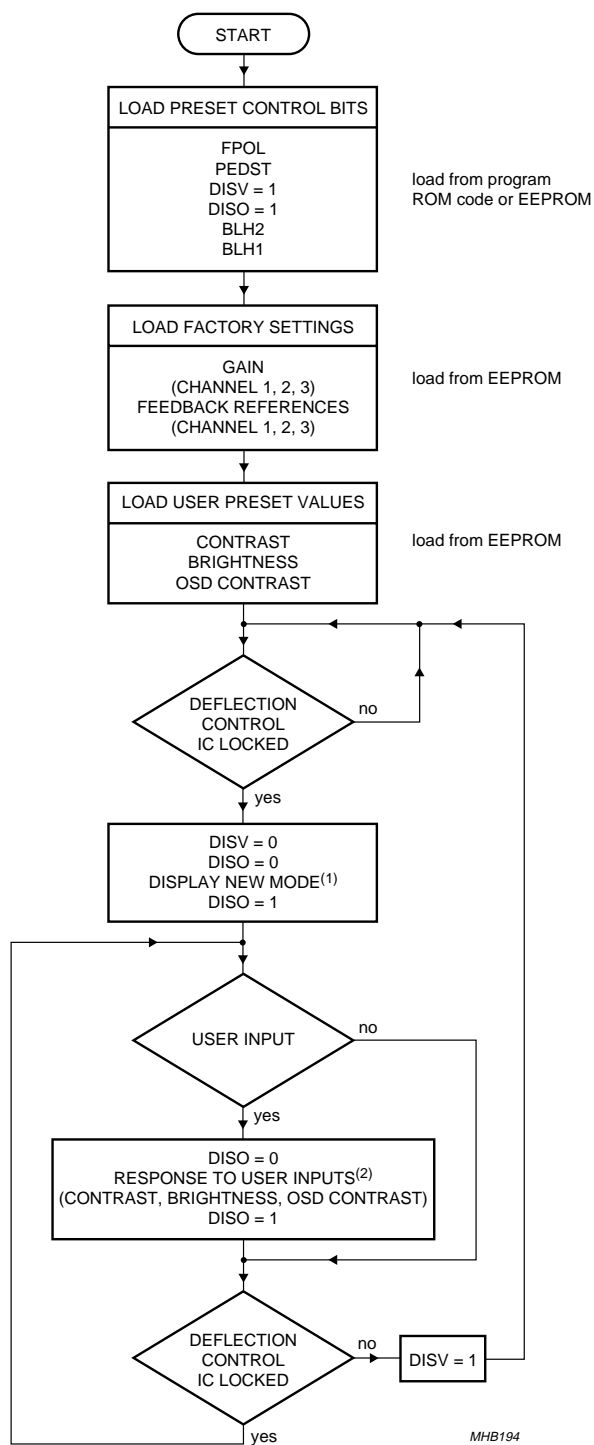 START
LOAD PRESET CONTROL BITS
FPOL
PEDST
DISV = 1
DISO = 1
BLH2
BLH1
load from program
ROM code or EEPROM
LOAD FACTORY SETTINGS
GAIN
(CHANNEL 1, 2, 3)
FEEDBACK REFERENCES
(CHANNEL 1, 2, 3)
load from EEPROM
LOAD USER PRESET VALUES
CONTRAST
BRIGHTNESS
OSD CONTRAST
load from EEPROM
DEFLECTION
CONTROL
IC LOCKED
no
yes
DISV = 0
DISO = 0
DISPLAY NEW MODE(1)
DISO = 1
USER INPUT
no
yes
DISO = 0
RESPONSE TO USER INPUTS(2)
(CONTRAST, BRIGHTNESS, OSD CONTRAST)
DISO = 1
DEFLECTION
CONTROL
IC LOCKED
no
DISV = 1
yes
MHB194